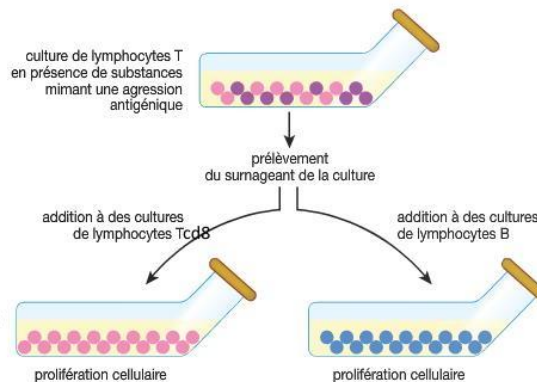 culture de lymphocytes T
en présence de substances
mimant une agression
antigénique
prélèvement
du surnageant de la culture
addition à des cultures
de lymphocytes Tcd8
addition à des cultures
de lymphocytes B
prolifération cellulaire
prolifération cellulaire